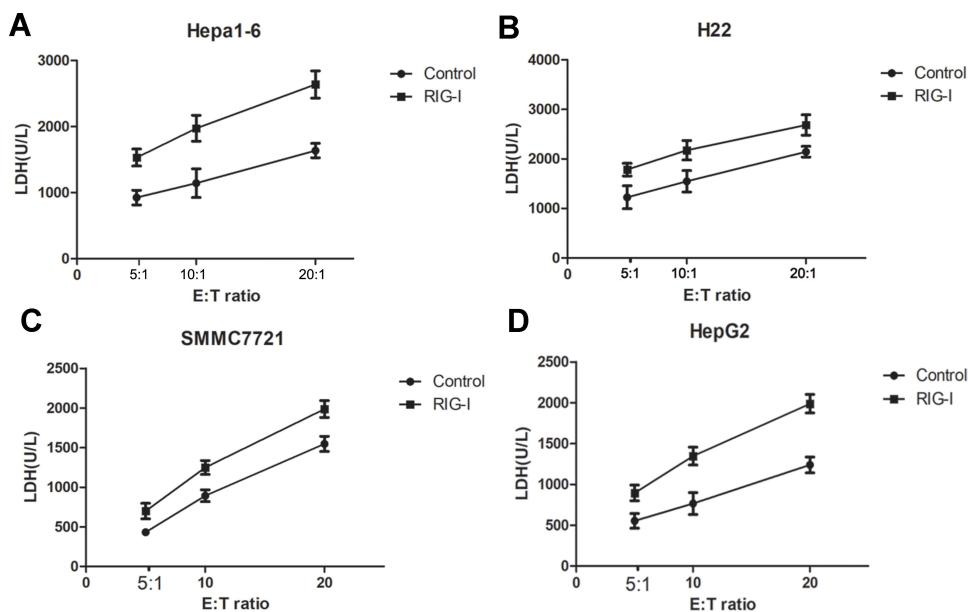 A
Hepa1-6
LDH(U/L)
3000
2000
1000
0
0
5:1
10:1
20:1
E:T ratio
Control
RIG-I
B
H22
LDH(U/L)
4000
3000
2000
1000
0
0
5:1
10:1
20:1
E:T ratio
Control
RIG-I
C
SMMC7721
LDH(U/L)
2500
2000
1500
1000
500
0
0
5:1
10
20
E:T ratio
Control
RIG-I
D
HepG2
LDH(U/L)
2500
2000
1500
1000
500
0
0
5:1
10
20
E:T ratio
Control
RIG-I